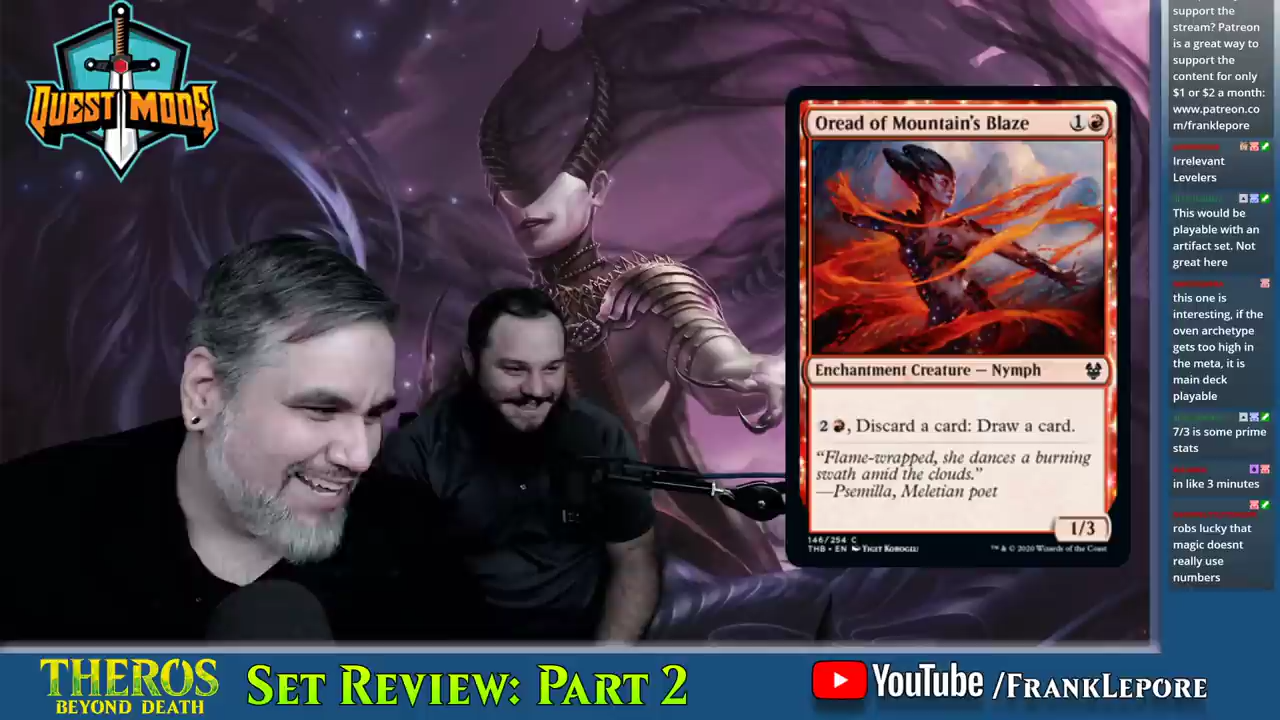 QUEST MODE
Oread of Mountain's Blaze 1
Enchantment Creature — Nymph
2 , Discard a card: Draw a card.
"Flame-wrapped, she dances a burning
swath amid the clouds."
—Psemilla, Meletian poet
1/3
146/254 C
THB • EN Yigit Koroglu
™ & © 2020 Wizards of the Coast
support the
stream? Patreon
is a great way to
support the
content for only
$1 or $2 a month:
www.patreon.co
m/franklepore
Irrelevant
Levelers
This would be
playable with an
artifact set. Not
great here
this one is
interesting, if the
oven archetype
gets too high in
the meta, it is
main deck
playable
7/3 is some prime
stats
in like 3 minutes
robs lucky that
magic doesnt
really use
numbers
THEROS
BEYOND DEATH
SET REVIEW: PART 2
YouTube /FRANKLEPORE